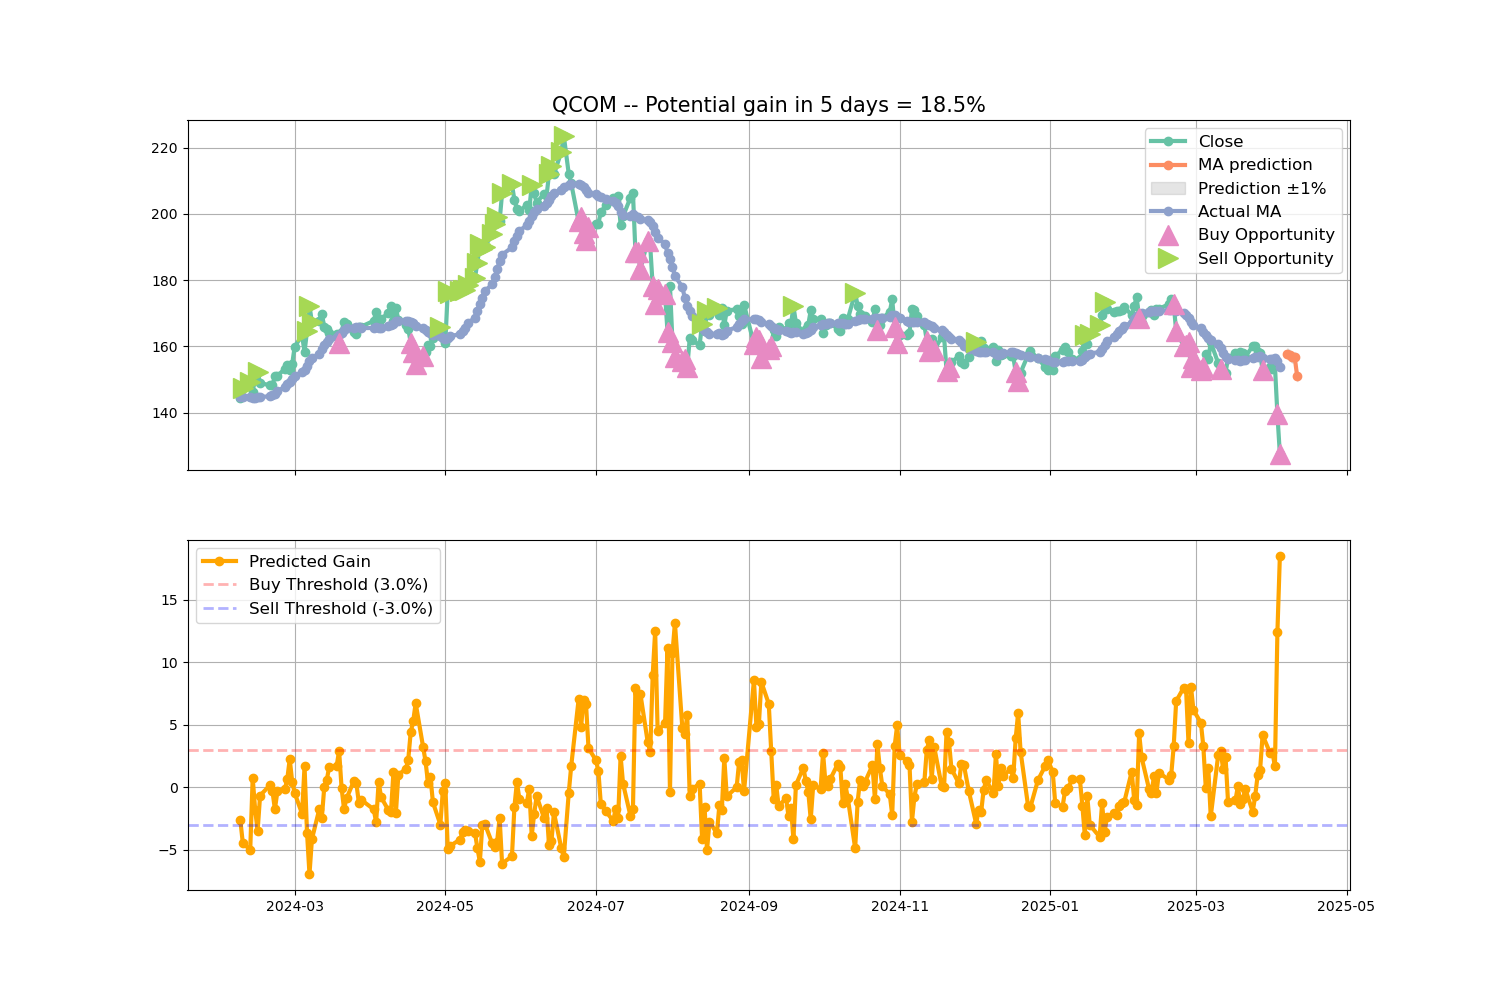 QCOM -- Potential gain in 5 days = 18.5%
220
200
180
160
140
Close
MA prediction
Prediction ±1%
Actual MA
Buy Opportunity
Sell Opportunity
15
10
5
0
−5
Predicted Gain
Buy Threshold (3.0%)
Sell Threshold (-3.0%)
2024-03
2024-05
2024-07
2024-09
2024-11
2025-01
2025-03
2025-05